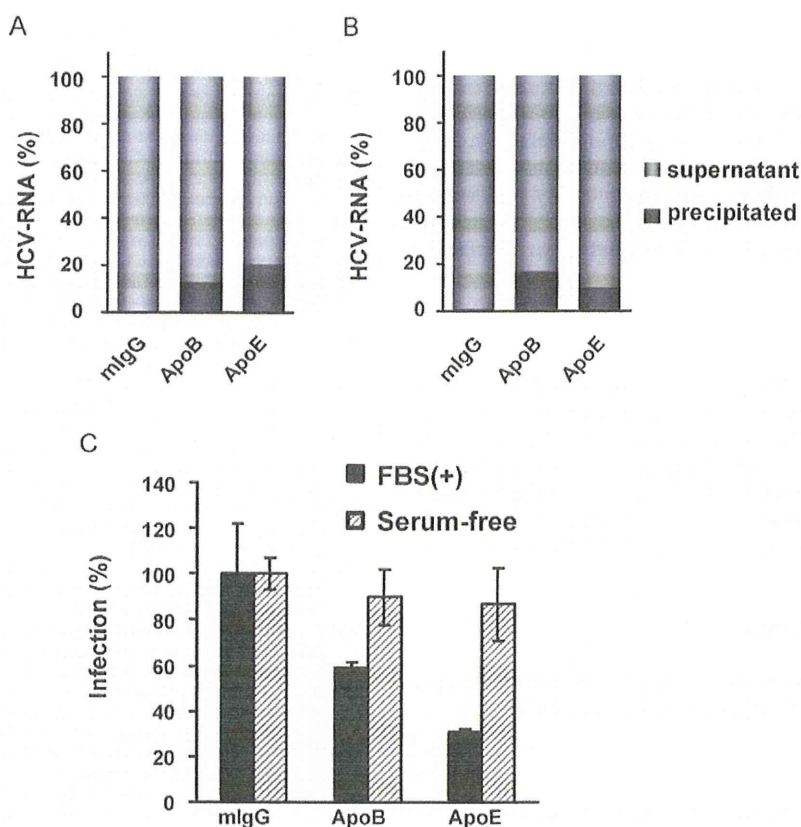 A
HCV-RNA (%)
100
80
60
40
20
0
mIgG
ApoB
ApoE
B
HCV-RNA (%)
100
80
60
40
20
0
mIgG
ApoB
ApoE
supernatant
precipitated
C
Infection (%)
140
120
100
80
60
40
20
0
FBS(+)
Serum-free
mIgG
ApoB
ApoE